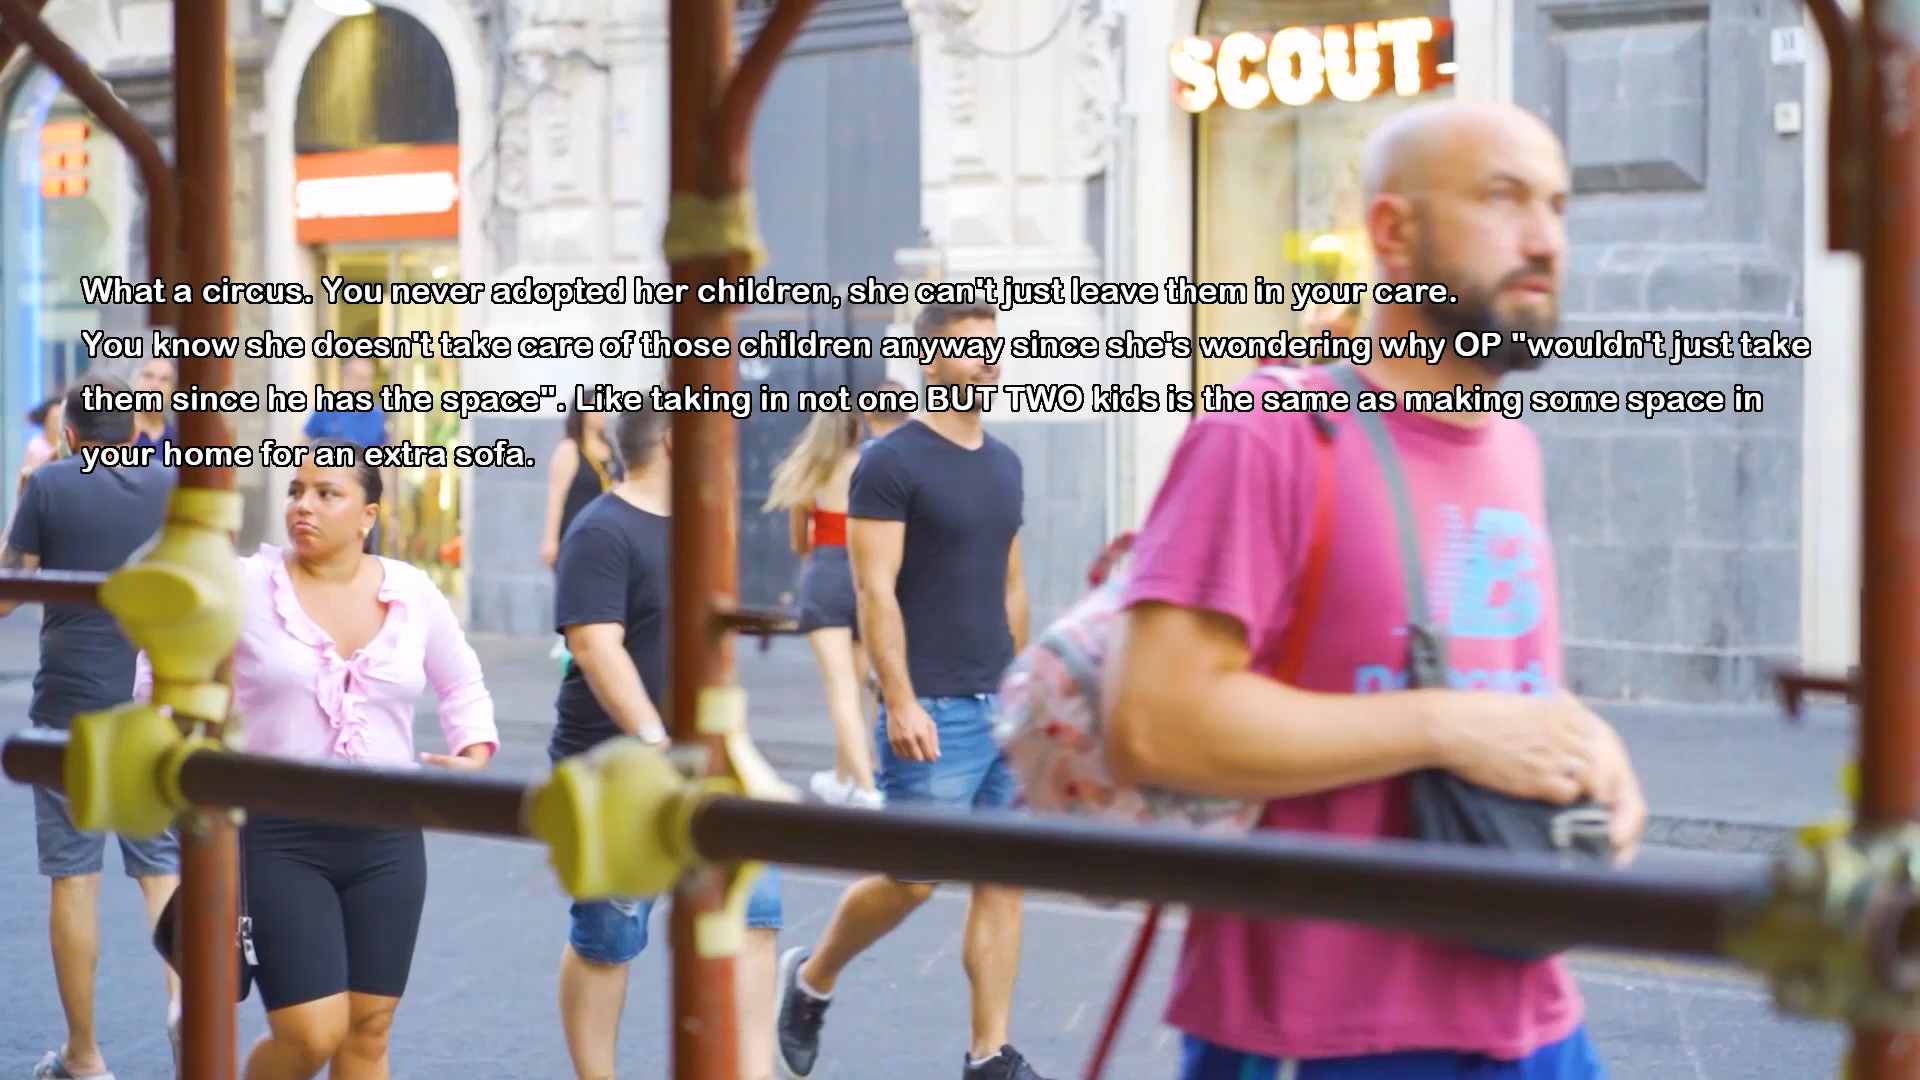 SCOUT
What a circus. You never adopted her children, she can't just leave them in your care.
You know she doesn't take care of those children anyway since she's wondering why OP "wouldn't just take
them since he has the space". Like taking in not one BUT TWO kids is the same as making some space in
your home for an extra sofa.
NB